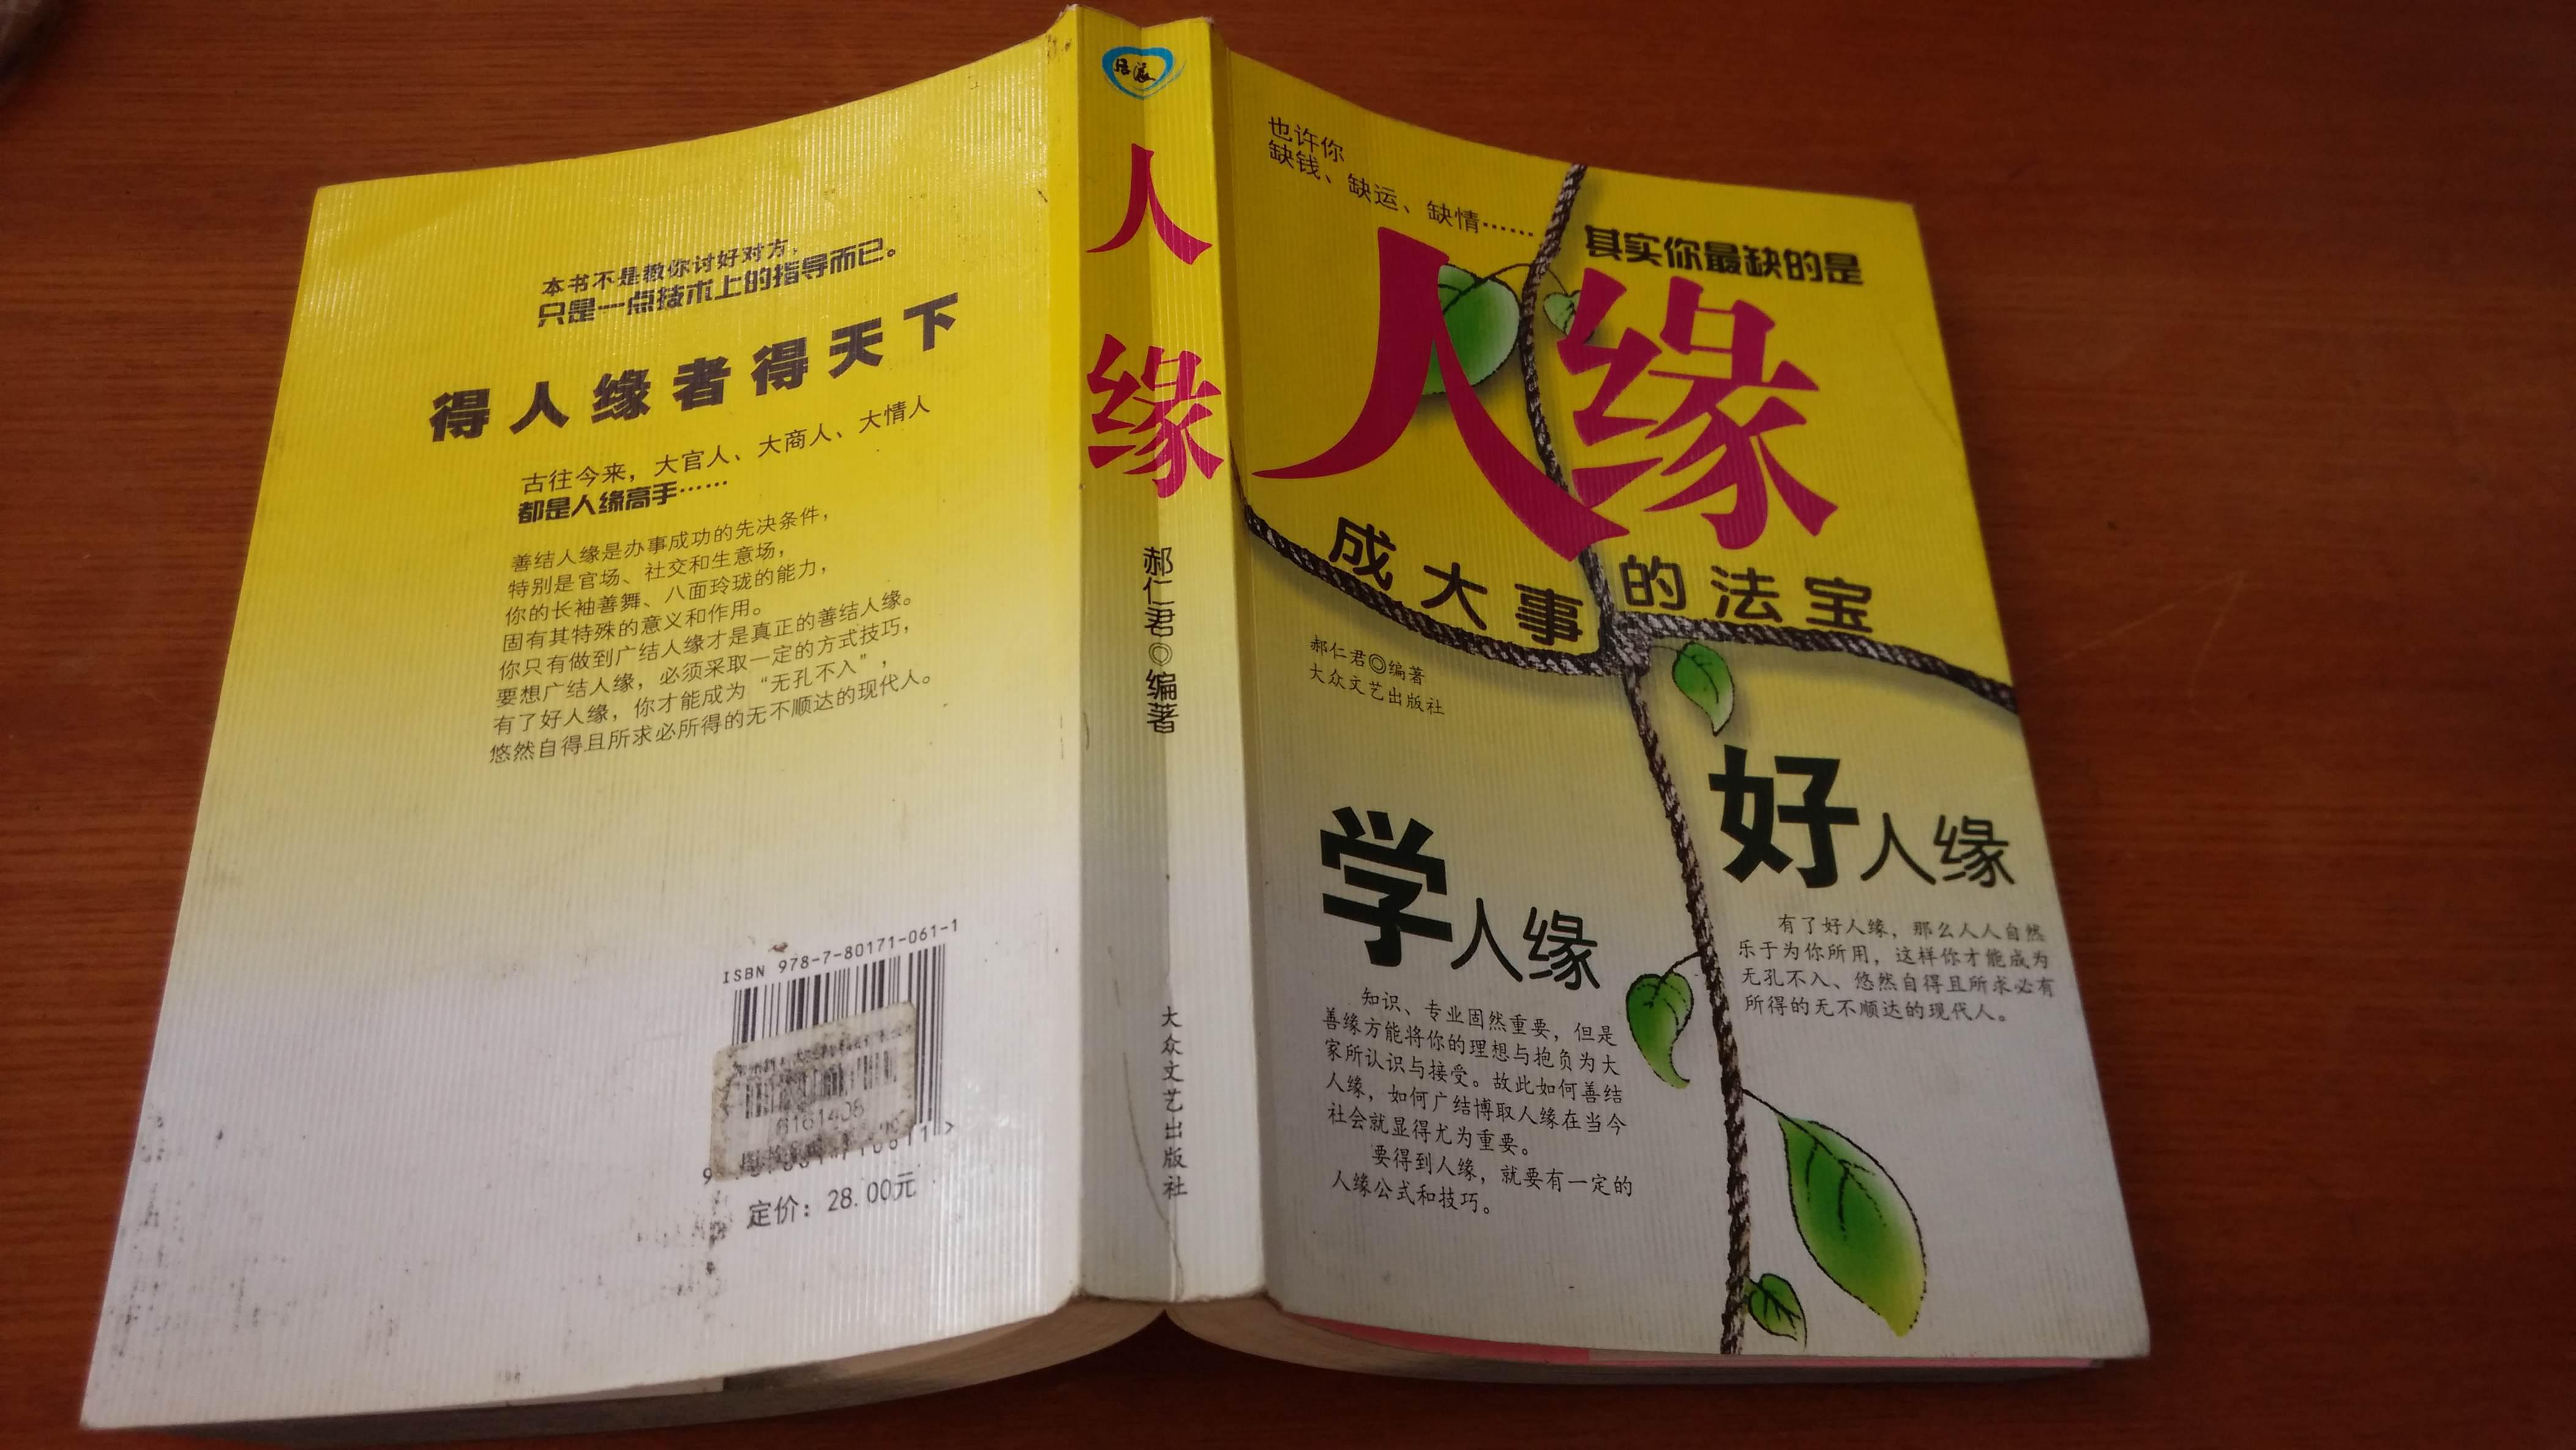 本书不是教你讨好对方，
只是一点技术上的指导而已。
得人缘者得天下
古往今来，大官人、大商人、大情人
都是人缘高手……
善结人缘是办事成功的先决条件，
特别是官场、社交和生意场，
你的长袖善舞、八面玲珑的能力，
固有其特殊的意义和作用。
你只有做到广结人缘才是真正的善结人缘。
要想广结人缘，必须采取一定的方式技巧，
有了好人缘，你才能成为“无孔不入”，
悠然自得且所求必所得的无不顺达的现代人。
ISBN 978-7-80171-061-1
6161408
定价：28.00元
人缘
郝仁君◎编著
大众文艺出版社
也许你
缺钱、缺运、缺情……
其实你最缺的是
人缘
成大事的法宝
郝仁君◎编著
大众文艺出版社
学人缘
知识、专业固然重要，但是
善缘方能将你的理想与抱负为大
家所认识与接受。故此如何善结
人缘，如何广结博取人缘在当今
社会就显得尤为重要。
要得到人缘，就要有一定的
人缘公式和技巧。
好人缘
有了好人缘，那么人人自然
乐于为你所用，这样你才能成为
无孔不入、悠然自得且所求必有
所得的无不顺达的现代人。